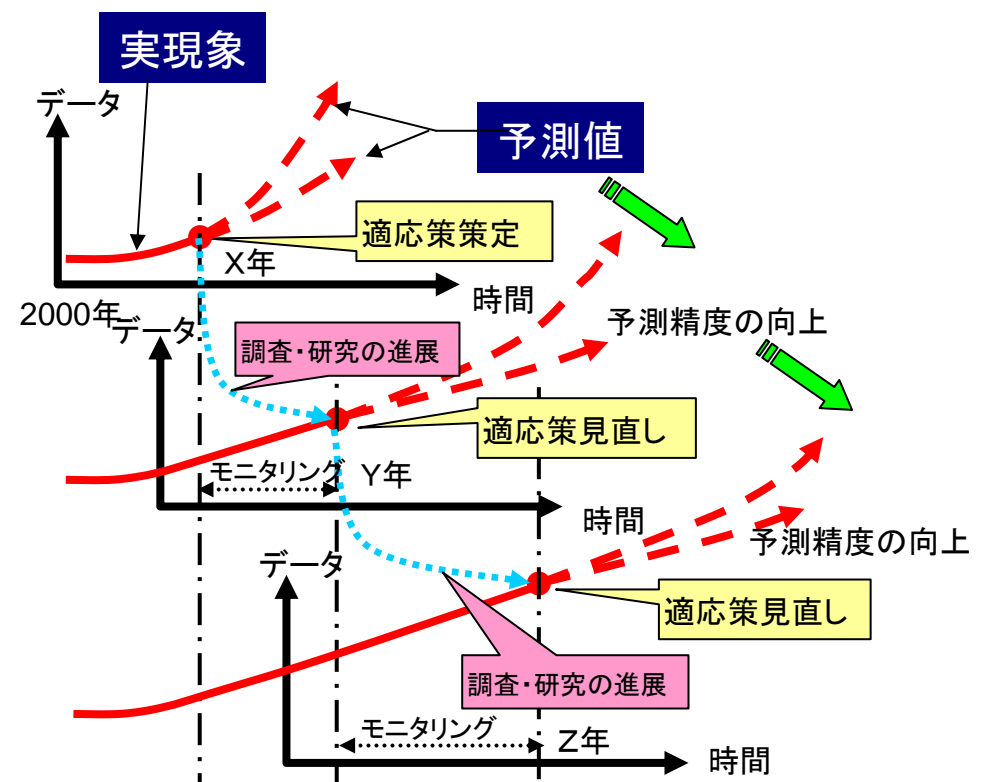 実現象
データ
予測値
適応策策定
X年
時間
2000年
データ
予測精度の向上
調査・研究の進展
適応策見直し
モニタリング
Y年
時間
予測精度の向上
データ
適応策見直し
調査・研究の進展
モニタリング
Z年
時間